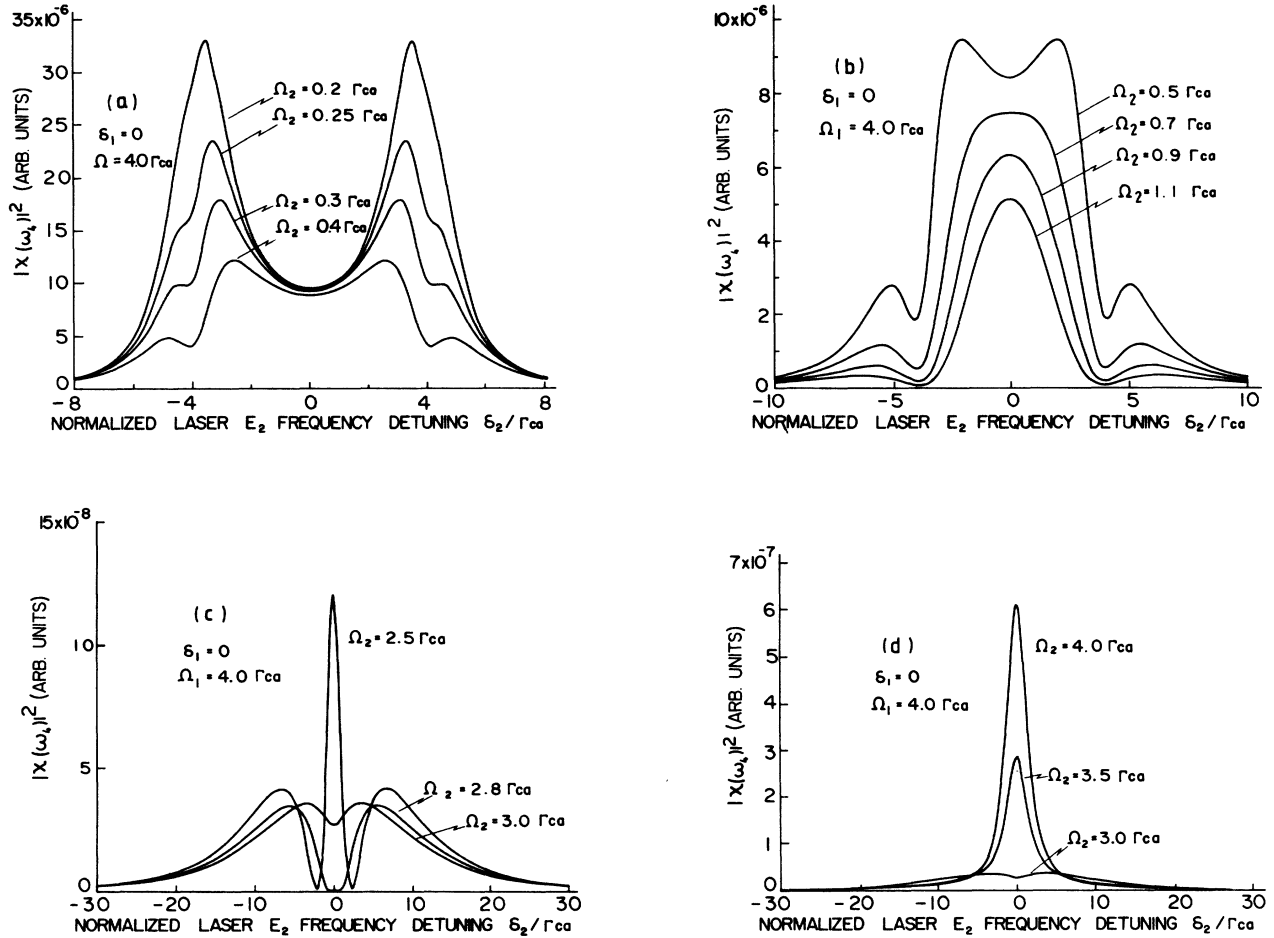 35x10⁻⁶
30
25
20
15
10
5
0
|χ(ω₄)|² (ARB. UNITS)
(a)
δ₁=0
Ω=4.0Γca
Ω₂=0.2 Γca
Ω₂=0.25 Γca
Ω₂=0.3 Γca
Ω₂=0.4Γca
-8 -4 0 4 8
NORMALIZED LASER E₂ FREQUENCY DETUNING δ₂/Γca
10x10⁻⁶
8
6
4
2
0
|χ(ω₄)|² (ARB. UNITS)
(b)
δ₁=0
Ω₁=4.0 Γca
Ω₂=0.5 Γca
Ω₂=0.7 Γca
Ω₂=0.9 Γca
Ω₂=1.1 Γca
-10 -5 0 5 10
NORMALIZED LASER E₂ FREQUENCY DETUNING δ₂/Γca
15x10⁻⁸
10
5
0
|χ(ω₄)|² (ARB. UNITS)
(c)
δ₁=0
Ω₁=4.0 Γca
Ω₂=2.5 Γca
Ω₂=2.8 Γca
Ω₂=3.0 Γca
-30 -20 -10 0 10 20 30
NORMALIZED LASER E₂ FREQUENCY DETUNING δ₂/Γca
7x10⁻⁷
6
5
4
3
2
1
0
|χ(ω₄)|² (ARB. UNITS)
(d)
δ₁=0
Ω₁=4.0 Γca
Ω₂=4.0 Γca
Ω₂=3.5 Γca
Ω₂=3.0 Γca
-30 -20 -10 0 10 20 30
NORMALIZED LASER E₂ FREQUENCY DETUNING δ₂/Γca